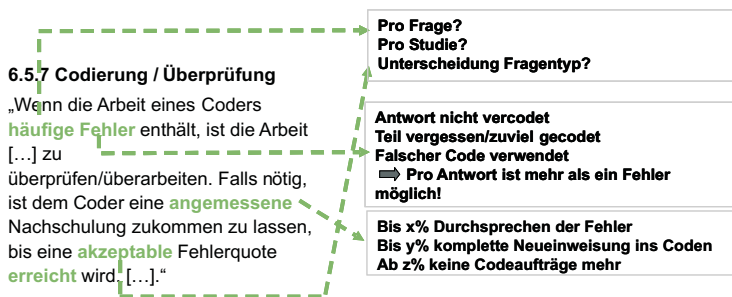 6.5.7 Codierung / Überprüfung
„Wenn die Arbeit eines Coders
häufige Fehler enthält, ist die Arbeit
[…] zu
überprüfen/überarbeiten. Falls nötig,
ist dem Coder eine angemessene
Nachschulung zukommen zu lassen,
bis eine akzeptable Fehlerquote
erreicht wird. […].“
Pro Frage?
Pro Studie?
Unterscheidung Fragentyp?
Antwort nicht vercodet
Teil vergessen/zuviel gecodet
Falscher Code verwendet
Pro Antwort ist mehr als ein Fehler
möglich!
Bis x% Durchsprechen der Fehler
Bis y% komplette Neueinweisung ins Coden
Ab z% keine Codeaufträge mehr